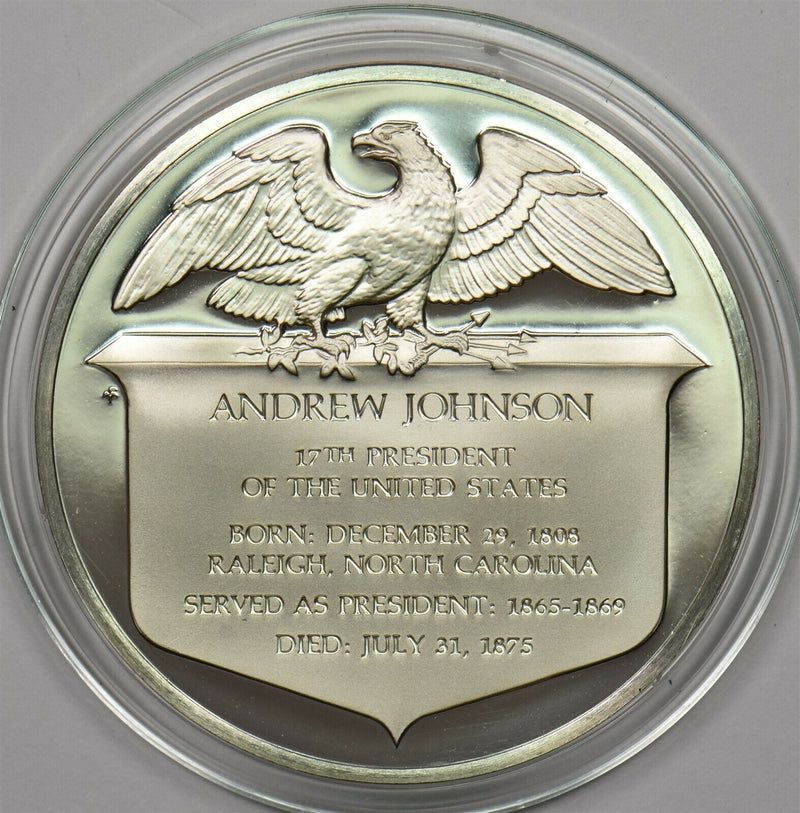 ANDREW JOHNSON
17TH PRESIDENT
OF THE UNITED STATES
BORN: DECEMBER 29, 1808
RALEIGH, NORTH CAROLINA
SERVED AS PRESIDENT: 1865-1869
DIED: JULY 31, 1875